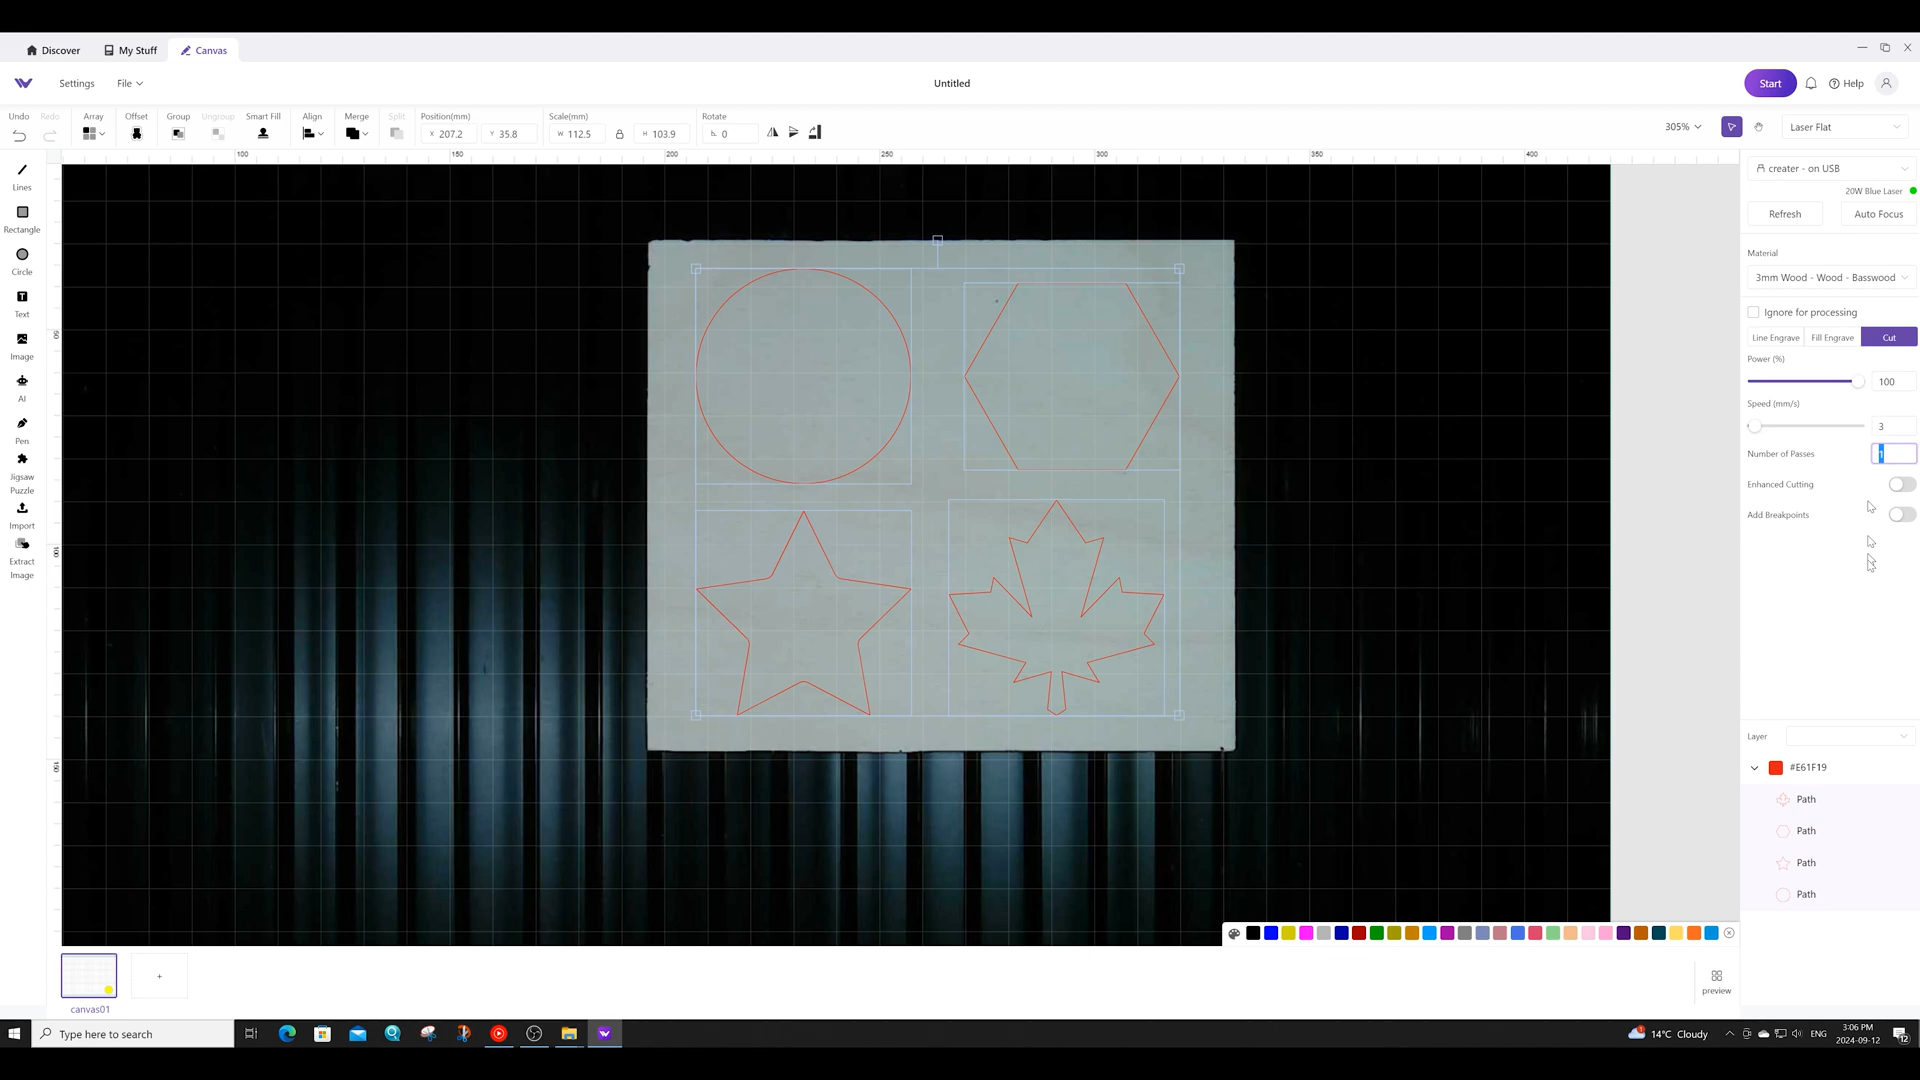 Discover
My Stuff
Canvas
Settings
File
Untitled
Start
Help
Undo
Redo
Array
Offset
Group
Ungroup
Smart Fill
Align
Merge
Split
Position(mm)
X 207.2
Y 35.8
Scale(mm)
W 112.5
H 103.9
Rotate
0
305%
Laser Flat
100
150
200
250
300
350
400
50
100
150
Lines
Rectangle
Circle
Text
Image
AI
Pen
Jigsaw
Puzzle
Import
Extract
Image
creater - on USB
20W Blue Laser
Refresh
Auto Focus
Material
3mm Wood - Wood - Basswood
Ignore for processing
Line Engrave
Fill Engrave
Cut
Power (%)
100
Speed (mm/s)
3
Number of Passes
1
Enhanced Cutting
Add Breakpoints
Layer
#E61F19
Path
Path
Path
Path
canvas01
preview
Type here to search
14°C Cloudy
ENG
3:06 PM
2024-09-12
12